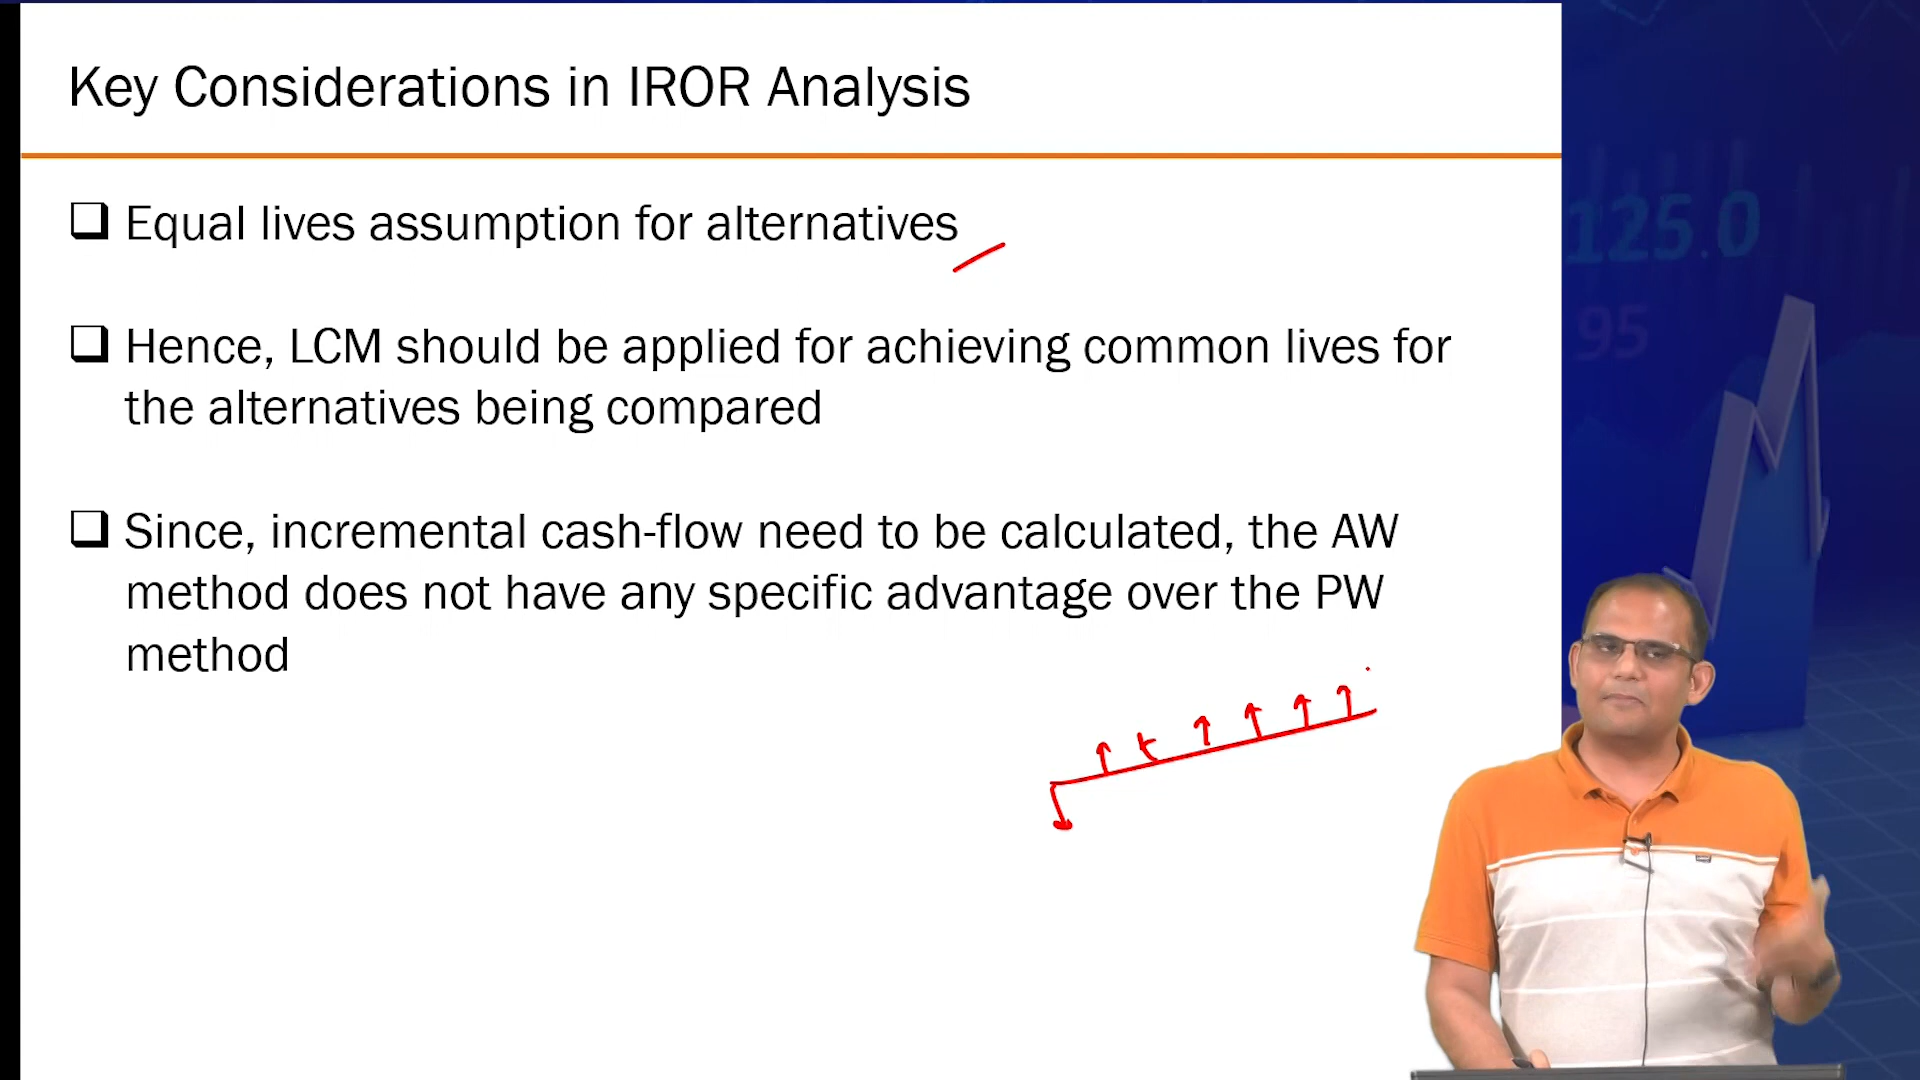 Key Considerations in IROR Analysis
Equal lives assumption for alternatives
Hence, LCM should be applied for achieving common lives for
the alternatives being compared
Since, incremental cash-flow need to be calculated, the AW
method does not have any specific advantage over the PW
method
125.0
95